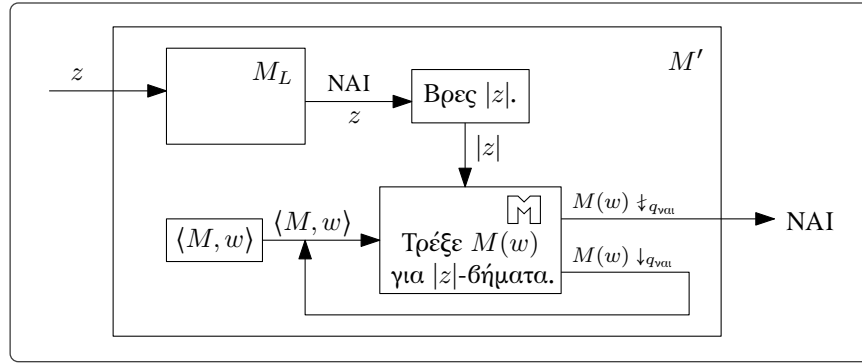 z
M_L
M′
ΝΑΙ
z
Βρες |z|.
|z|
⟨M, w⟩
⟨M, w⟩
M
Τρέξε M(w)
για |z|-βήματα.
M(w) ↓̸_{q_ναι}
ΝΑΙ
M(w) ↓_{q_ναι}